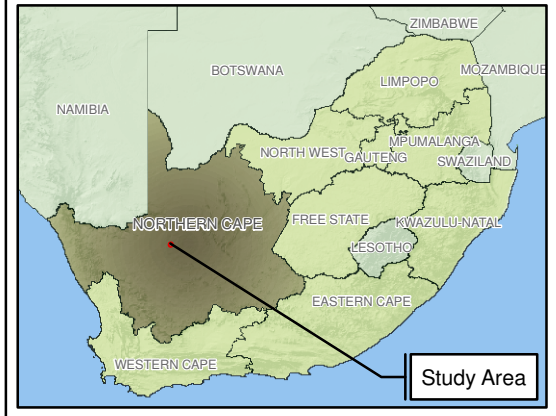 ZIMBABWE
BOTSWANA
LIMPOPO
MOZAMBIQUE
NAMIBIA
MPUMALANGA
NORTH WEST
GAUTENG
SWAZILAND
NORTHERN CAPE
FREE STATE
KWAZULU-NATAL
LESOTHO
EASTERN CAPE
WESTERN CAPE
Study Area